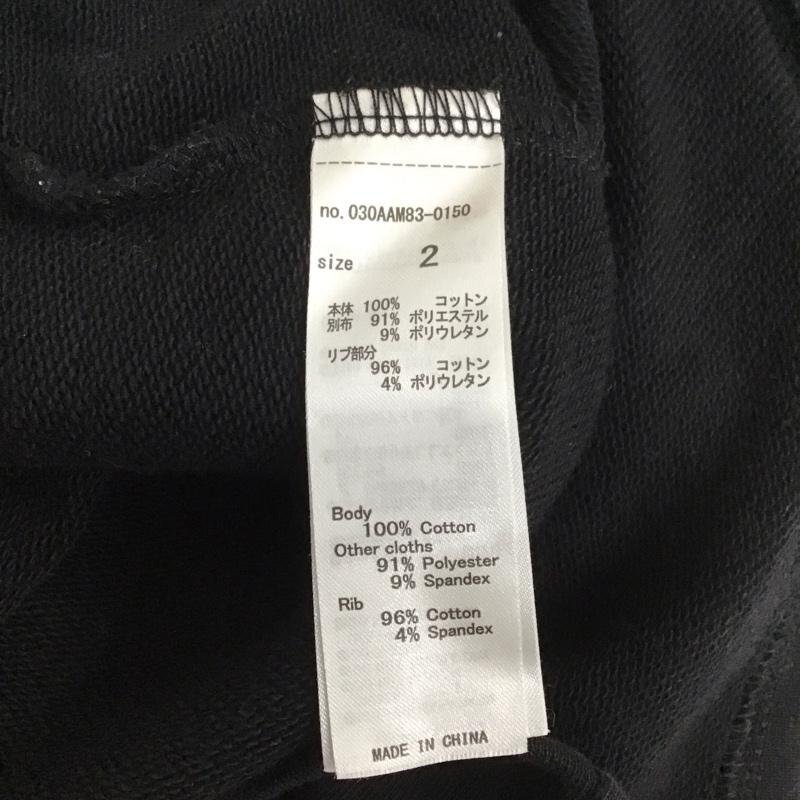 no. 030AAM83-0150
size 2
本体 100% コットン
別布 91% ポリエステル
9% ポリウレタン
リブ部分
96% コットン
4% ポリウレタン
Body
100% Cotton
Other cloths
91% Polyester
9% Spandex
Rib
96% Cotton
4% Spandex
MADE IN CHINA